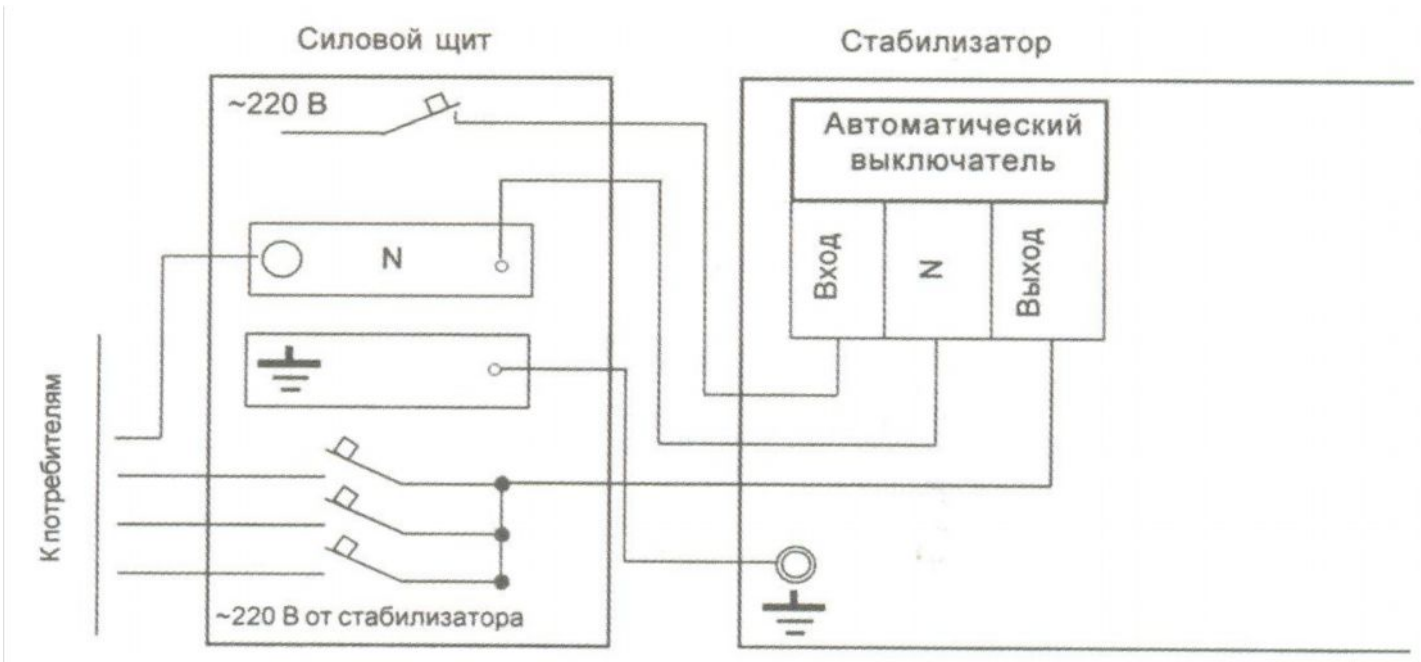 Силовой щит
Стабилизатор
~220 В
Автоматический
выключатель
Вход
N
Выход
N
К потребителям
~220 В от стабилизатора